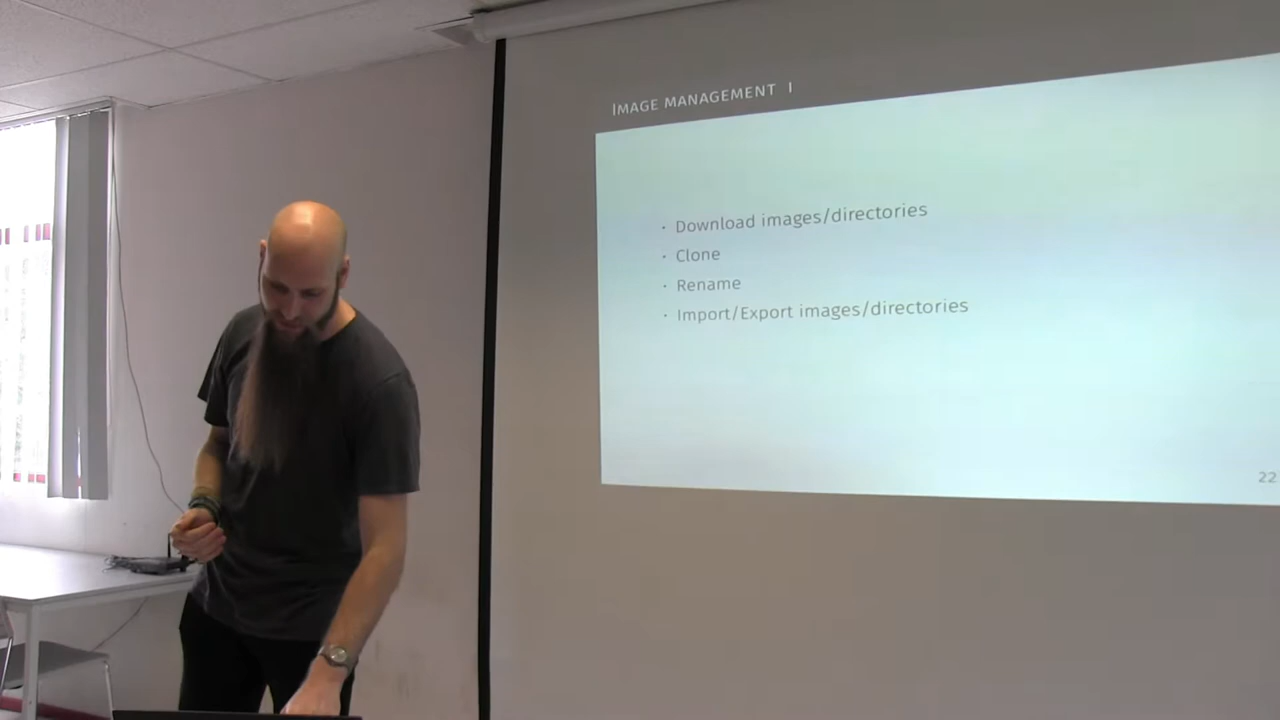 IMAGE MANAGEMENT I
· Download images/directories
· Clone
· Rename
· Import/Export images/directories
22